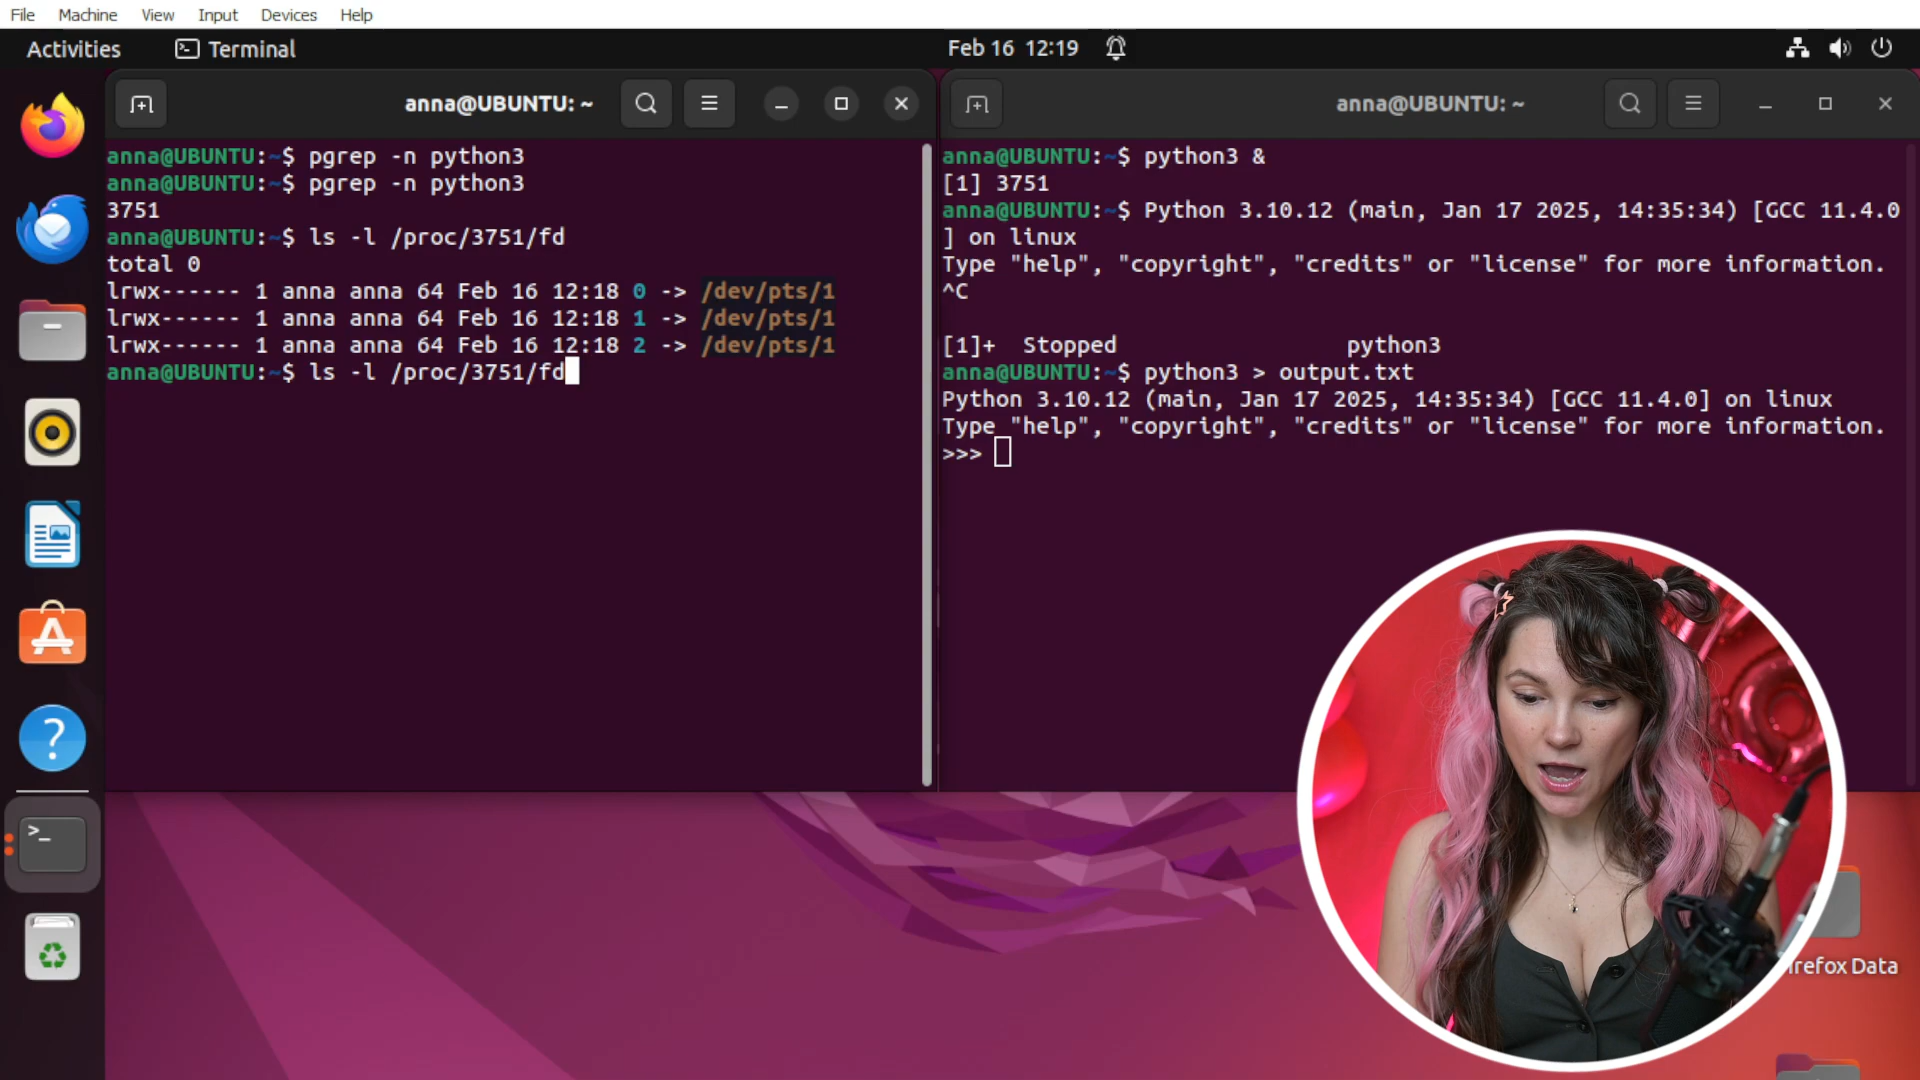 File Machine View Input Devices Help
Activities Terminal Feb 16 12:19
anna@UBUNTU: ~
anna@UBUNTU:~$ pgrep -n python3
anna@UBUNTU:~$ pgrep -n python3
3751
anna@UBUNTU:~$ ls -l /proc/3751/fd
total 0
lrwx------ 1 anna anna 64 Feb 16 12:18 0 -> /dev/pts/1
lrwx------ 1 anna anna 64 Feb 16 12:18 1 -> /dev/pts/1
lrwx------ 1 anna anna 64 Feb 16 12:18 2 -> /dev/pts/1
anna@UBUNTU:~$ ls -l /proc/3751/fd
anna@UBUNTU: ~
anna@UBUNTU:~$ python3 &
[1] 3751
anna@UBUNTU:~$ Python 3.10.12 (main, Jan 17 2025, 14:35:34) [GCC 11.4.0
] on linux
Type "help", "copyright", "credits" or "license" for more information.
^C
[1]+  Stopped                 python3
anna@UBUNTU:~$ python3 > output.txt
Python 3.10.12 (main, Jan 17 2025, 14:35:34) [GCC 11.4.0] on linux
Type "help", "copyright", "credits" or "license" for more information.
>>>
irefox Data